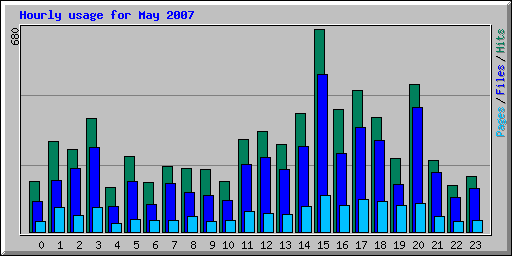 Hourly usage for May 2007
680
Pages / Files / Hits
0 1 2 3 4 5 6 7 8 9 10 11 12 13 14 15 16 17 18 19 20 21 22 23